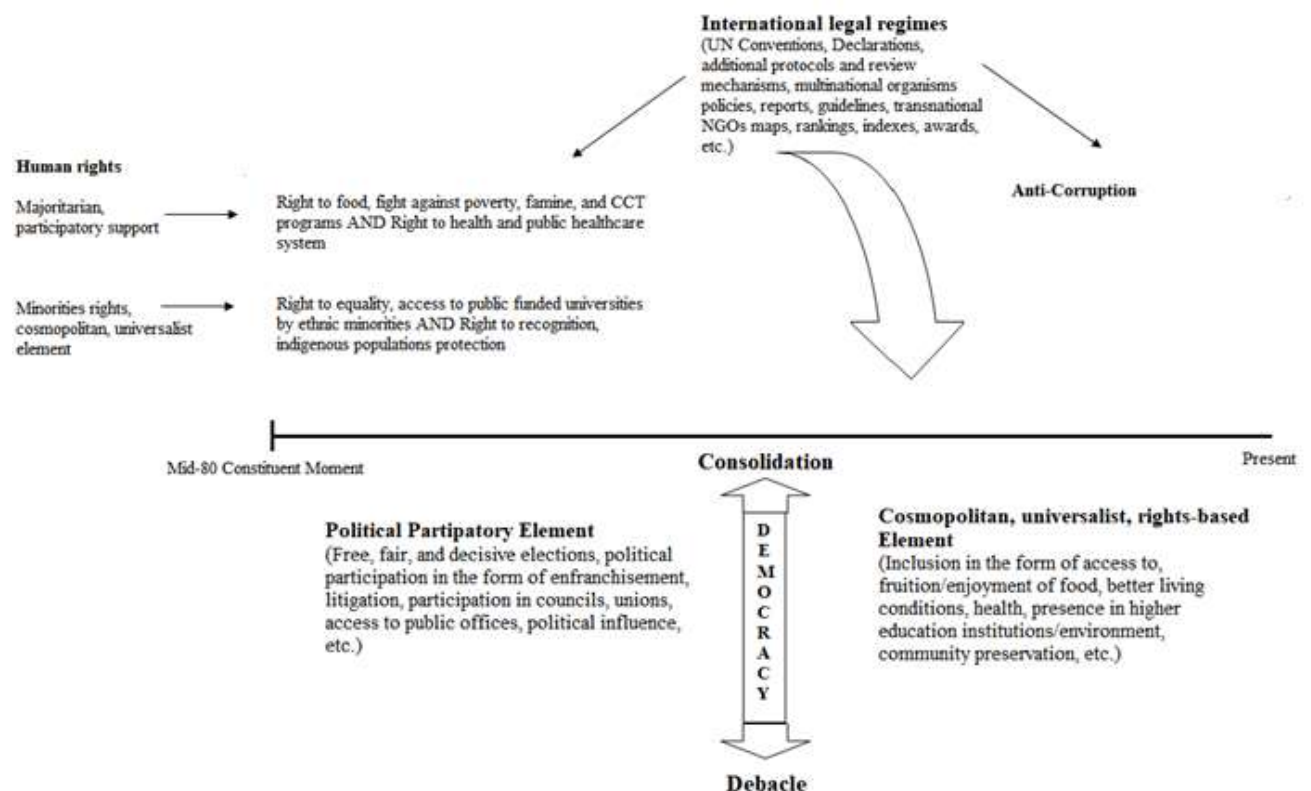 International legal regimes
(UN Conventions, Declarations,
additional protocols and review
mechanisms, multinational organisms
policies, reports, guidelines, transnational
NGOs maps, rankings, indexes, awards,
etc.)
Human rights
Anti-Corruption
Majoritarian,
participatory support
Right to food, fight against poverty, famine, and CCT
programs AND Right to health and public healthcare
system
Minorities rights,
cosmopolitan, universalist
element
Right to equality, access to public funded universities
by ethnic minorities AND Right to recognition,
indigenous populations protection
Mid-80 Constituent Moment
Consolidation
Present
Political Partipatory Element
(Free, fair, and decisive elections, political
participation in the form of enfranchisement,
litigation, participation in councils, unions,
access to public offices, political influence,
etc.)
DEMOCRACY
Cosmopolitan, universalist, rights-based
Element
(Inclusion in the form of access to,
fruition/enjoyment of food, better living
conditions, health, presence in higher
education institutions/environment,
community preservation, etc.)
Debacle